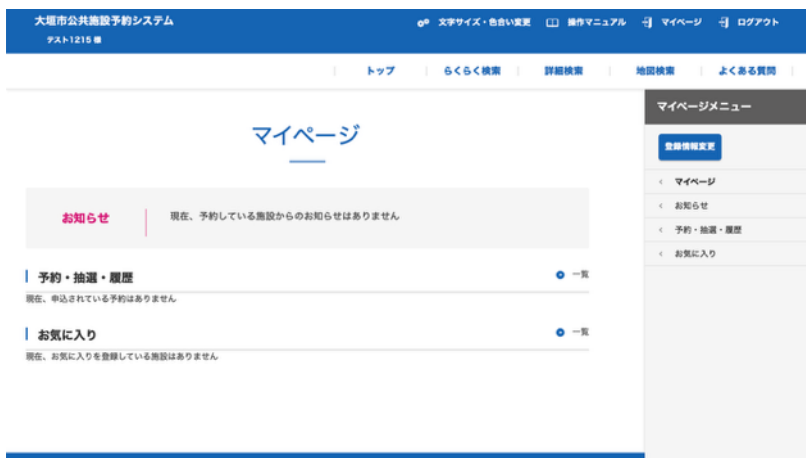 大垣市公共施設予約システム
文字サイズ・色合い変更 操作マニュアル マイページ ログアウト
テスト1215 様
トップ らくらく検索 詳細検索 地図検索 よくある質問
マイページメニュー
マイページ
登録情報変更
マイページ
お知らせ
予約・抽選・履歴
お気に入り
お知らせ
現在、予約している施設からのお知らせはありません
予約・抽選・履歴 一覧
現在、申込されている予約はありません
お気に入り 一覧
現在、お気に入りを登録している施設はありません